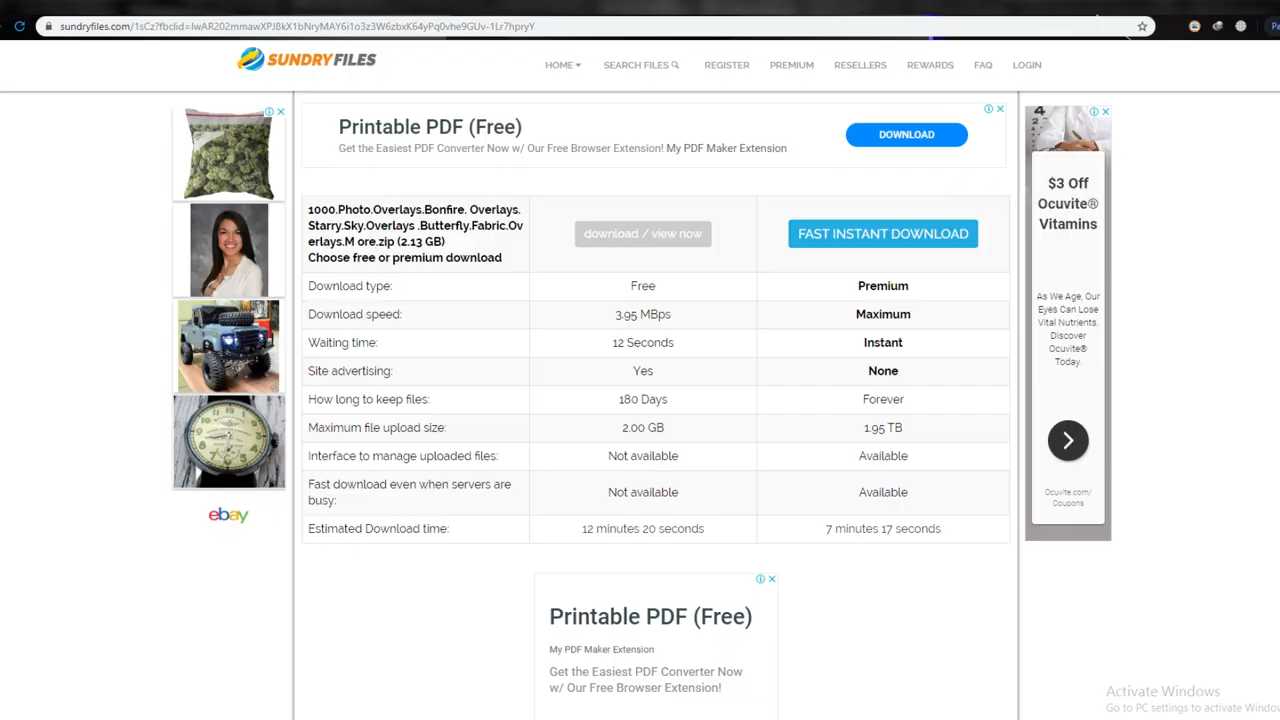 sundryfiles.com/1sCz?fbclid=IwAR202mmawXPJ8kX1bNryMAY6i1o3z3W6zbxK64yPq0vhe9GUv-1Lr7hpryY
SUNDRYFILES
HOME
SEARCH FILES
REGISTER
PREMIUM
RESELLERS
REWARDS
FAQ
LOGIN
Printable PDF (Free)
Get the Easiest PDF Converter Now w/ Our Free Browser Extension! My PDF Maker Extension
DOWNLOAD
1000.Photo.Overlays.Bonfire. Overlays.
Starry.Sky.Overlays .Butterfly.Fabric.Ov
erlays.M ore.zip (2.13 GB)
Choose free or premium download
download / view now
FAST INSTANT DOWNLOAD
Download type: Free Premium
Download speed: 3.95 MBps Maximum
Waiting time: 12 Seconds Instant
Site advertising: Yes None
How long to keep files: 180 Days Forever
Maximum file upload size: 2.00 GB 1.95 TB
Interface to manage uploaded files: Not available Available
Fast download even when servers are
busy: Not available Available
Estimated Download time: 12 minutes 20 seconds 7 minutes 17 seconds
ebay
4
$3 Off
Ocuvite®
Vitamins
As We Age, Our
Eyes Can Lose
Vital Nutrients.
Discover
Ocuvite®
Today.
Ocuvite.com/
Coupons
Printable PDF (Free)
My PDF Maker Extension
Get the Easiest PDF Converter Now
w/ Our Free Browser Extension!
Activate Windows
Go to PC settings to activate Window